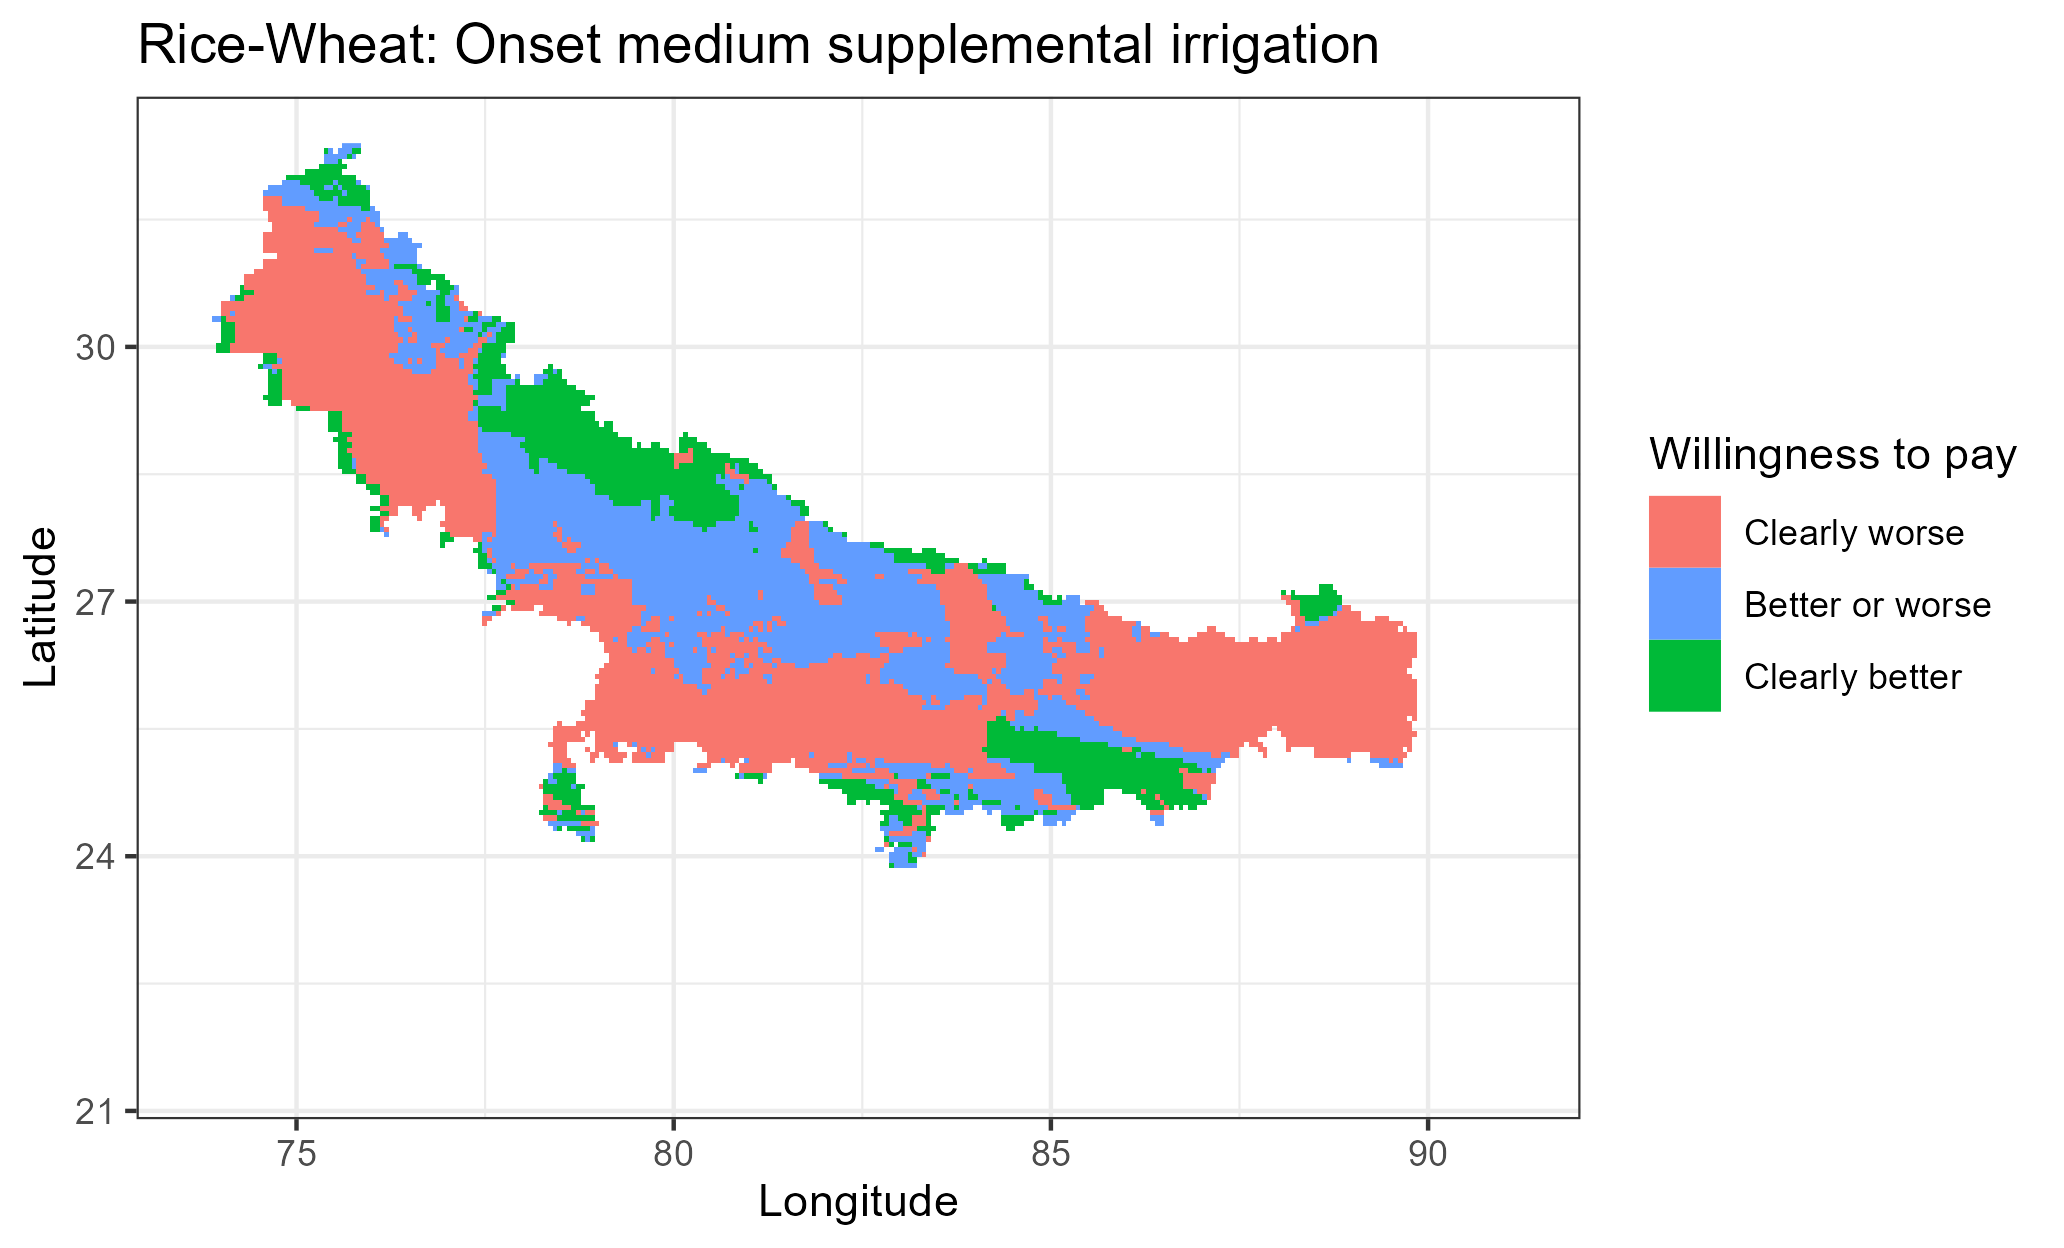 Rice-Wheat: Onset medium supplemental irrigation
30
27
24
21
Latitude
75
80
85
90
Longitude
Willingness to pay
Clearly worse
Better or worse
Clearly better